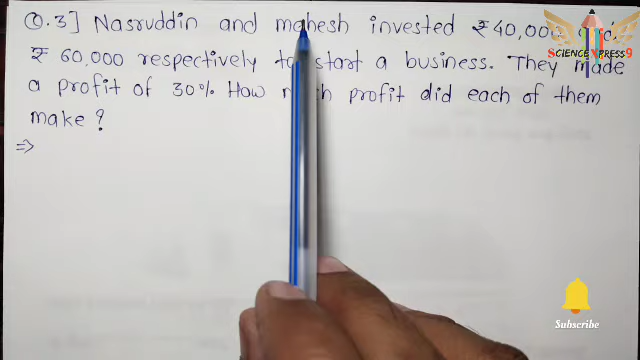 Q.3] Nasruddin and mahesh invested ₹ 40,000
₹ 60,000 respectively to start a business. They made
a profit of 30% How much profit did each of them
make ?
⇒
SCIENCE XPRESS 9
Subscribe